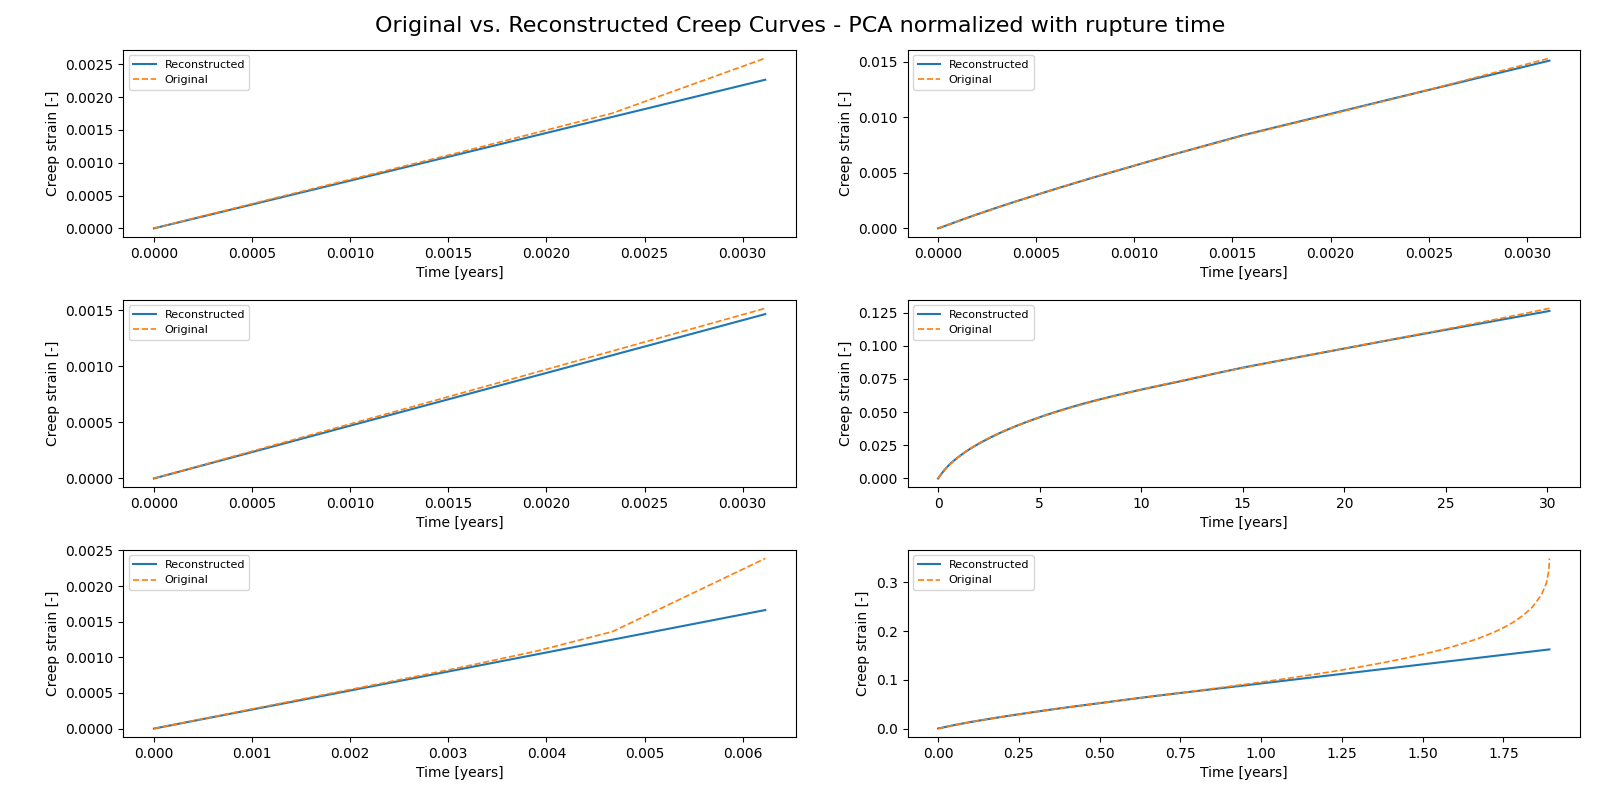 Original vs. Reconstructed Creep Curves - PCA normalized with rupture time
Reconstructed
Original
Creep strain [-]
0.0025
0.0020
0.0015
0.0010
0.0005
0.0000
0.0000 0.0005 0.0010 0.0015 0.0020 0.0025 0.0030
Time [years]
Reconstructed
Original
Creep strain [-]
0.015
0.010
0.005
0.000
0.0000 0.0005 0.0010 0.0015 0.0020 0.0025 0.0030
Time [years]
Reconstructed
Original
Creep strain [-]
0.0015
0.0010
0.0005
0.0000
0.0000 0.0005 0.0010 0.0015 0.0020 0.0025 0.0030
Time [years]
Reconstructed
Original
Creep strain [-]
0.125
0.100
0.075
0.050
0.025
0.000
0 5 10 15 20 25 30
Time [years]
Reconstructed
Original
Creep strain [-]
0.0025
0.0020
0.0015
0.0010
0.0005
0.0000
0.000 0.001 0.002 0.003 0.004 0.005 0.006
Time [years]
Reconstructed
Original
Creep strain [-]
0.3
0.2
0.1
0.0
0.00 0.25 0.50 0.75 1.00 1.25 1.50 1.75
Time [years]